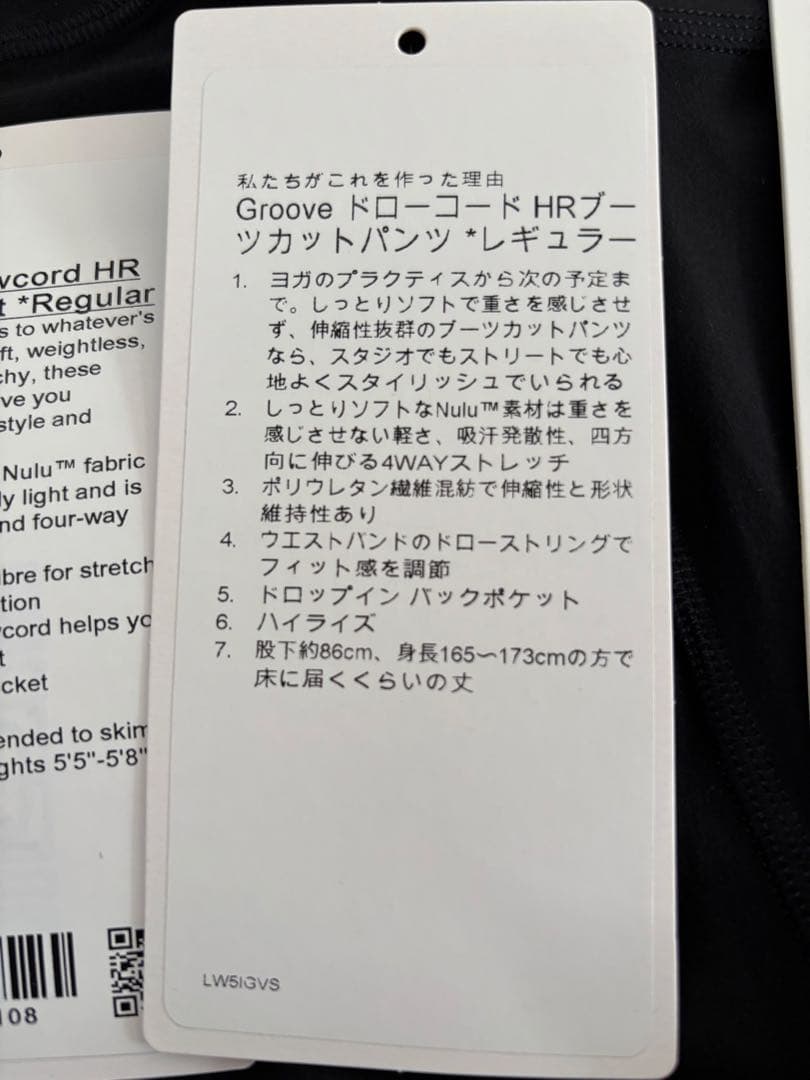 私たちがこれを作った理由
Groove ドローコード HRブー
ツカットパンツ *レギュラー
1. ヨガのプラクティスから次の予定ま
で。しっとりソフトで重さを感じさせ
ず、伸縮性抜群のブーツカットパンツ
なら、スタジオでもストリートでも心
地よくスタイリッシュでいられる
2. しっとりソフトなNulu™素材は重さを
感じさせない軽さ、吸汗発散性、四方
向に伸びる4WAYストレッチ
3. ポリウレタン繊維混紡で伸縮性と形状
維持性あり
4. ウエストバンドのドローストリングで
フィット感を調節
5. ドロップイン バックポケット
6. ハイライズ
7. 股下約86cm、身長165〜173cmの方で
床に届くくらいの丈
LW5IGVS
wcord HR
t *Regular
s to whatever's
ft, weightless,
chy, these
ve you
style and
Nulu™ fabric
ly light and is
nd four-way
ibre for stretch
tion
wcord helps yo
t
cket
ended to skim
ghts 5'5"-5'8"
108